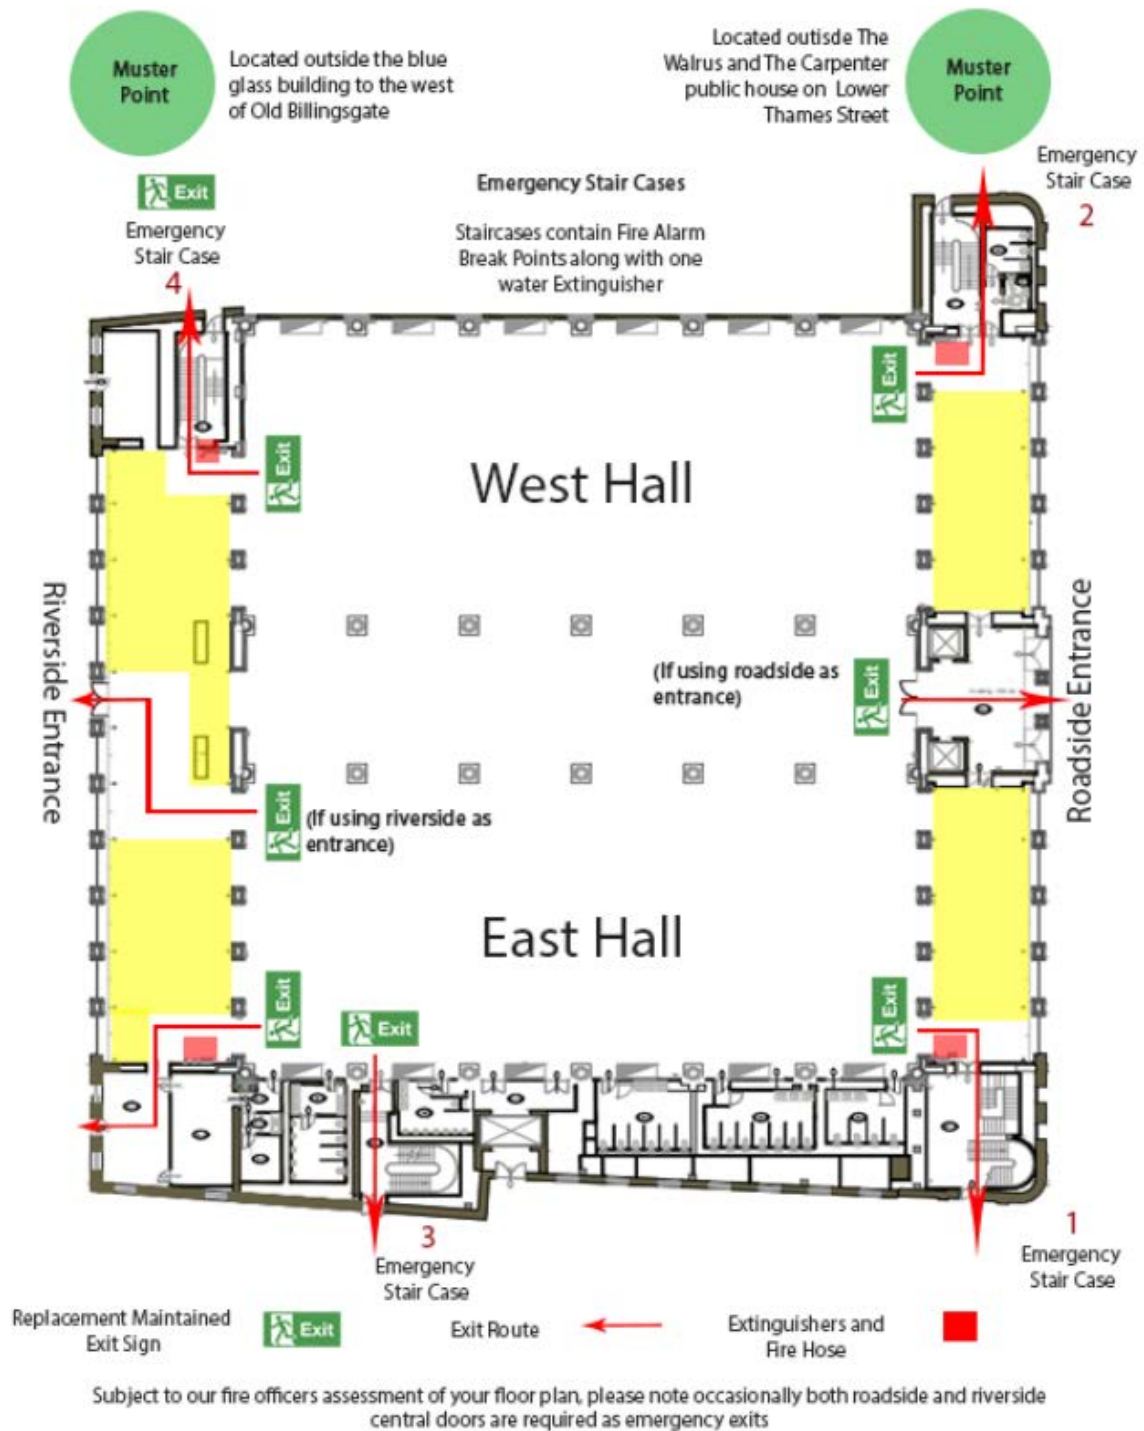 Muster
Point
Located outside the blue
glass building to the west
of Old Billingsgate
Located outisde The
Walrus and The Carpenter
public house on Lower
Thames Street
Muster
Point
Exit
Emergency
Stair Case
4
Emergency Stair Cases
Staircases contain Fire Alarm
Break Points along with one
water Extinguisher
Emergency
Stair Case
2
Exit
Exit
West Hall
Riverside Entrance
(If using roadside as
entrance)
Exit
Roadside Entrance
Exit
(If using riverside as
entrance)
East Hall
Exit
Exit
Exit
3
Emergency
Stair Case
1
Emergency
Stair Case
Replacement Maintained
Exit Sign
Exit
Exit Route
Extinguishers and
Fire Hose
Subject to our fire officers assessment of your floor plan, please note occasionally both roadside and riverside
central doors are required as emergency exits